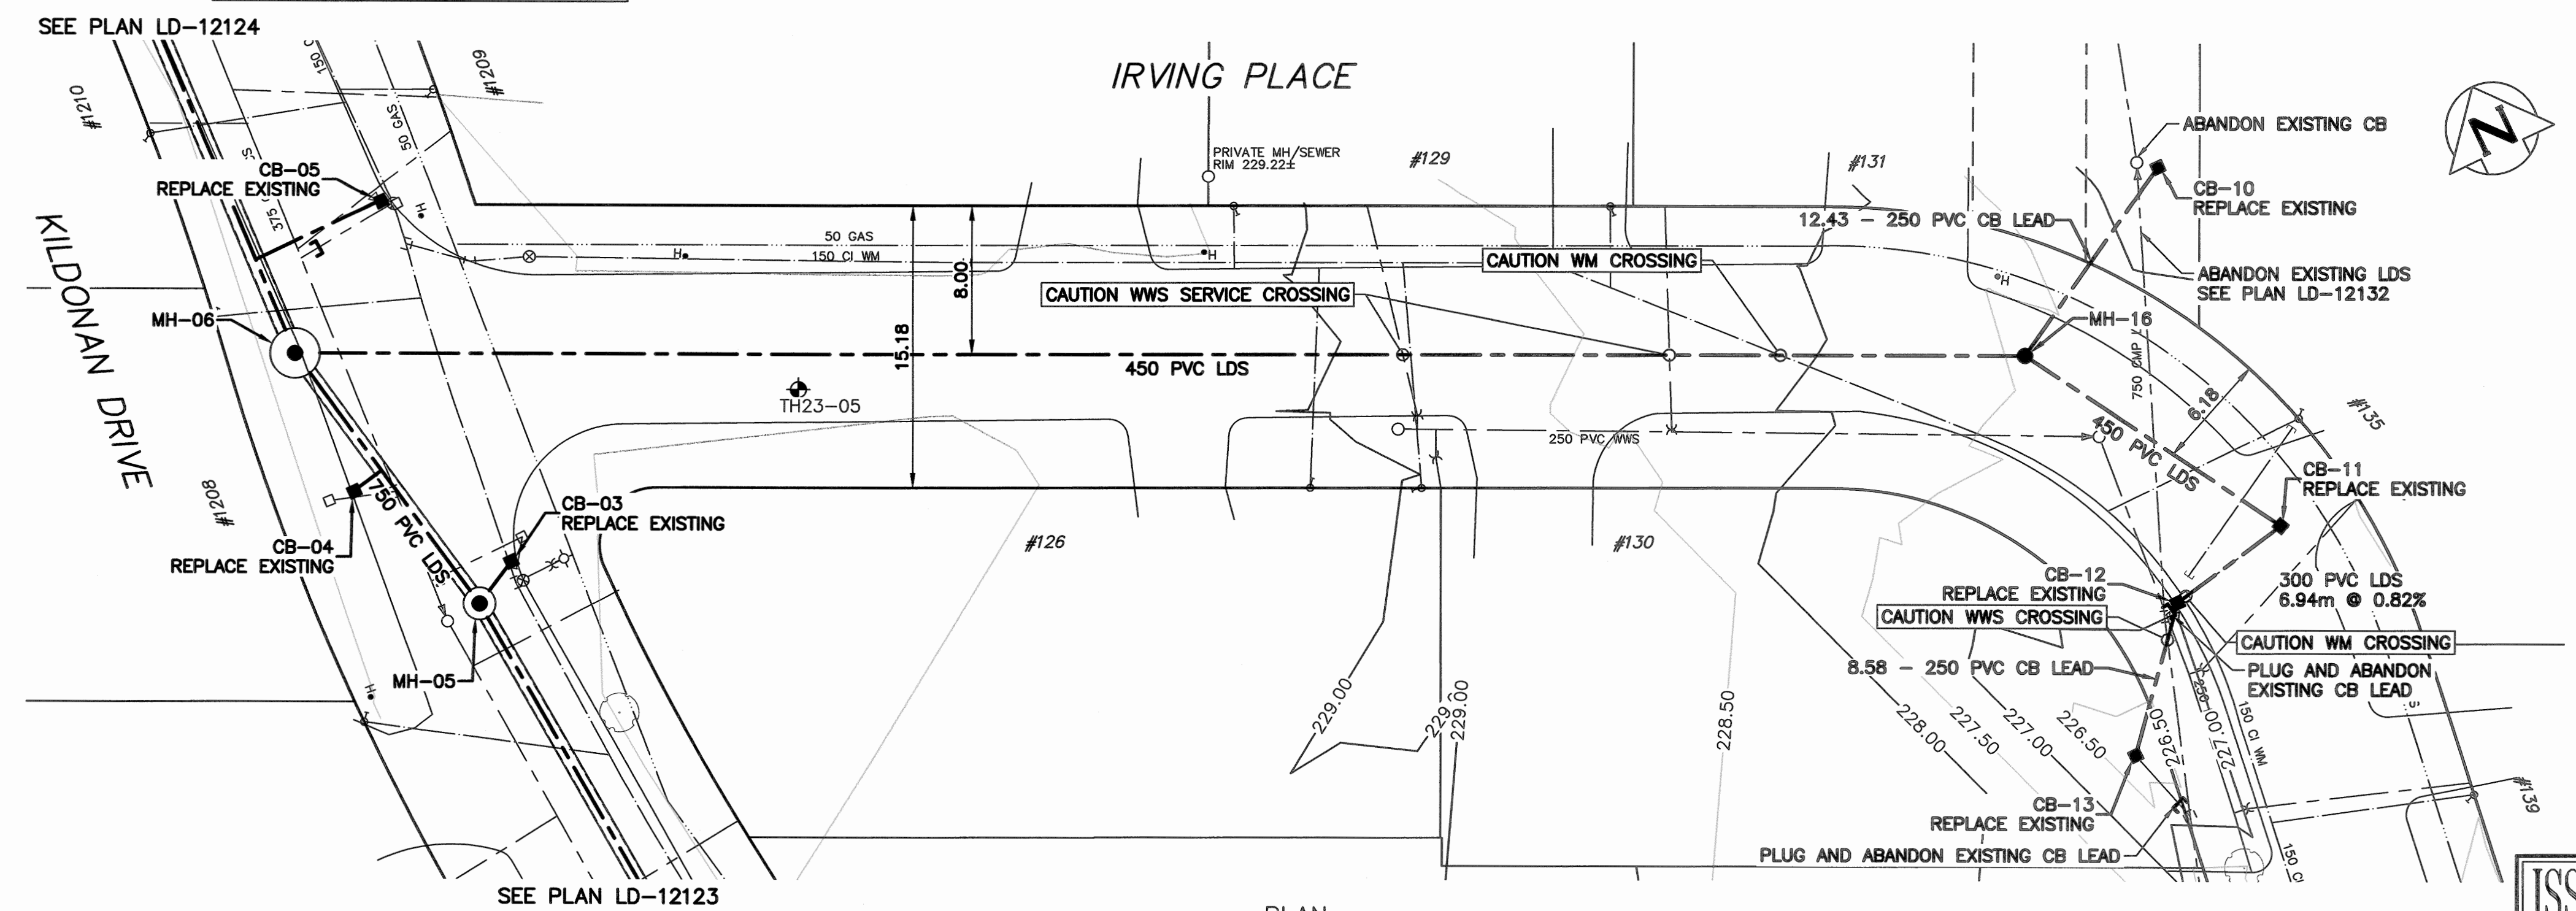 SEE PLAN LD-12124
IRVING PLACE
KILDONAN DRIVE
#1210
#1209
150 C
50 GAS
375
CB-05
REPLACE EXISTING
MH-06
#1208
CB-04
REPLACE EXISTING
750 PVC LDS
CB-03
REPLACE EXISTING
MH-05
SEE PLAN LD-12123
H
H
H
H
H
PRIVATE MH/SEWER
RIM 229.22±
#129
#131
50 GAS
150 CI WM
8.00
15.18
CAUTION WWS SERVICE CROSSING
CAUTION WM CROSSING
450 PVC LDS
TH23-05
250 PVC WWS
#126
#130
229.00
229.00
228.50
228.00
227.50
227.00
226.50
226.50
227.00
12.43 - 250 PVC CB LEAD
ABANDON EXISTING CB
CB-10
REPLACE EXISTING
ABANDON EXISTING LDS
SEE PLAN LD-12132
N
MH-16
750 CMP
6.18
450 PVC LDS
#135
CB-11
REPLACE EXISTING
300 PVC LDS
6.94m @ 0.82%
CB-12
REPLACE EXISTING
CAUTION WWS CROSSING
CAUTION WM CROSSING
8.58 - 250 PVC CB LEAD
PLUG AND ABANDON
EXISTING CB LEAD
250
150 CI WM
CB-13
REPLACE EXISTING
PLUG AND ABANDON EXISTING CB LEAD
#139
150 CI
PLAN
ISS